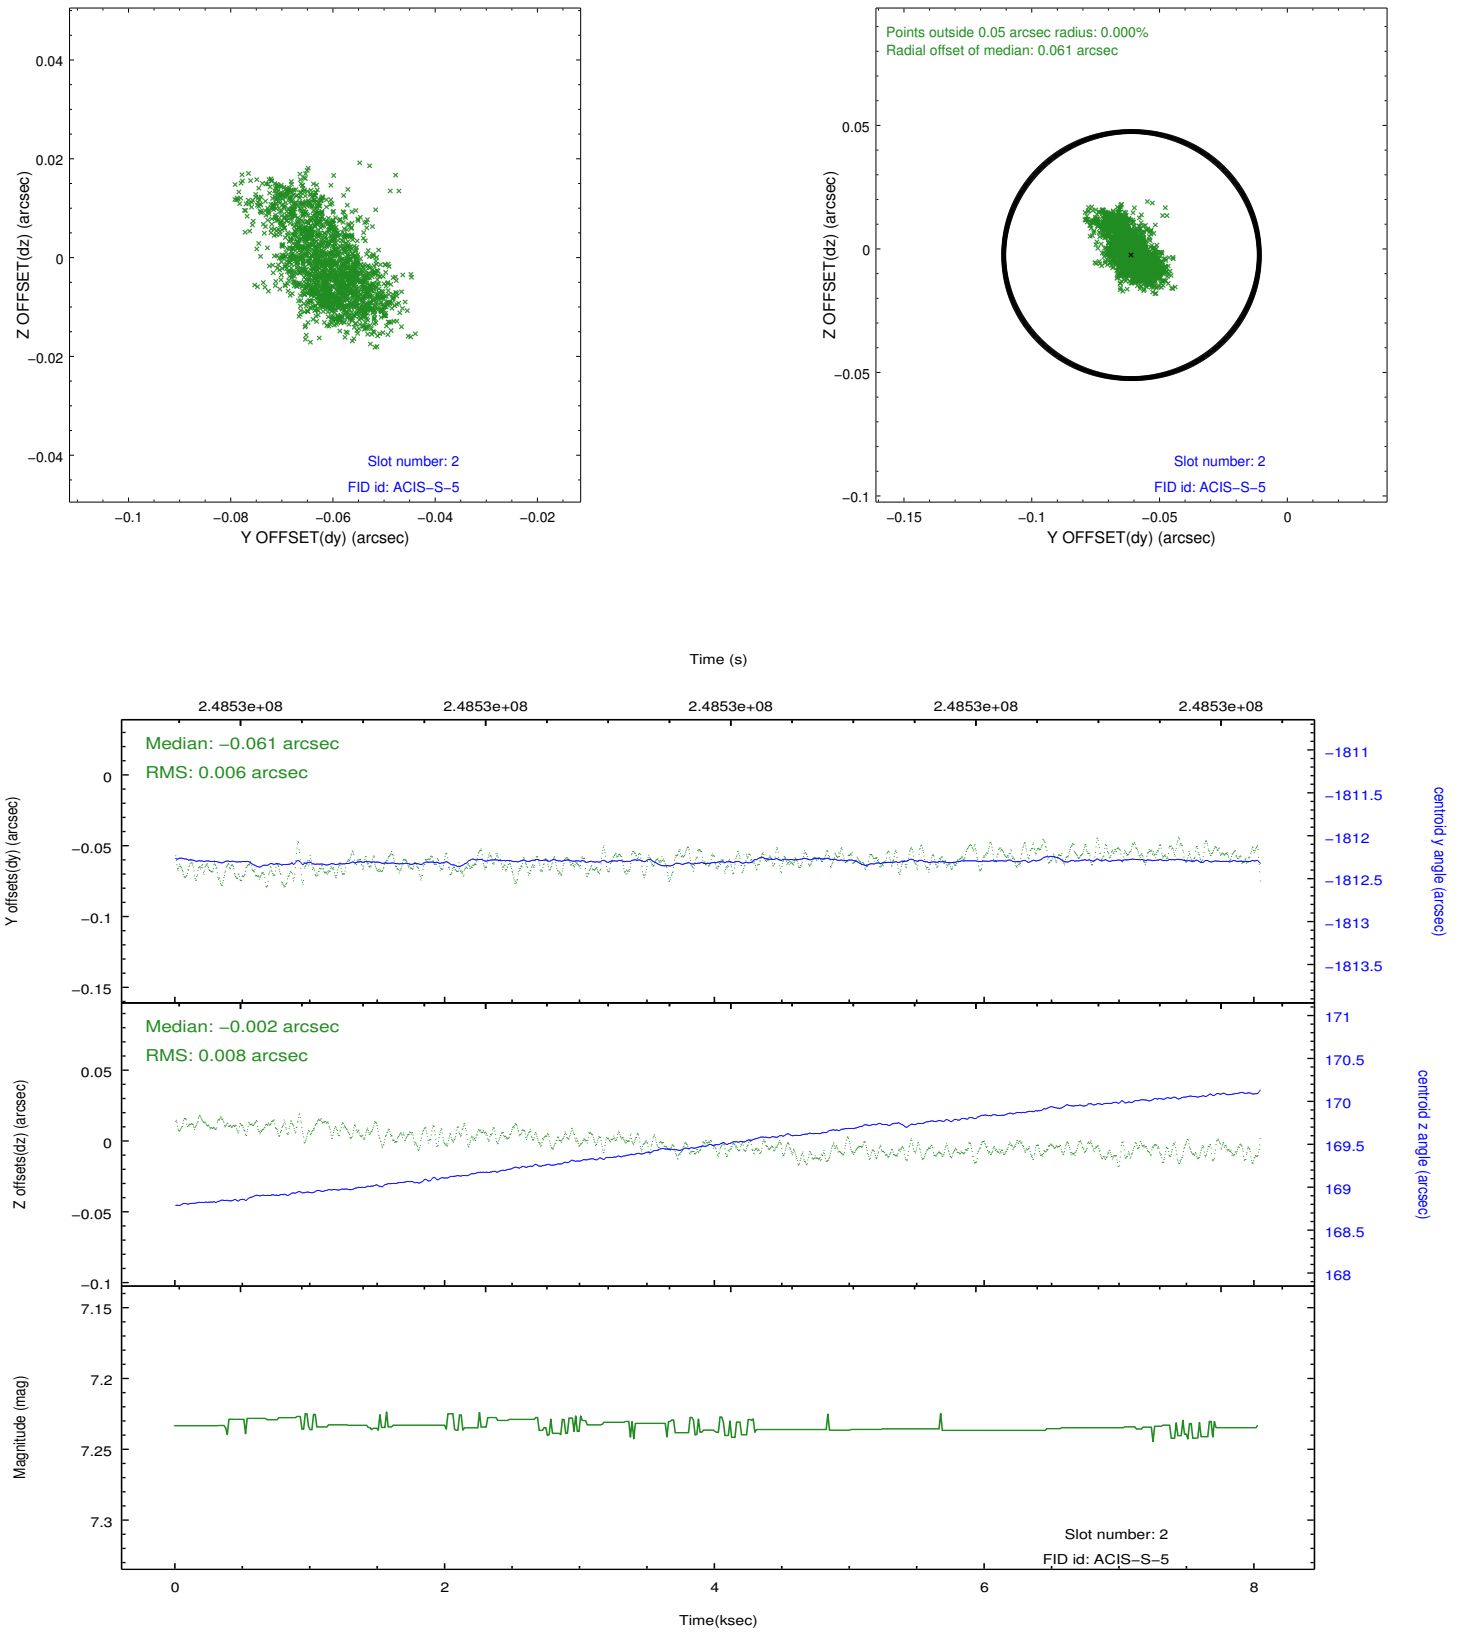 0.04
0.02
0
−0.02
−0.04
Z OFFSET(dz) (arcsec)
Slot number: 2
FID id: ACIS−S−5
−0.1
−0.08
−0.06
−0.04
−0.02
Y OFFSET(dy) (arcsec)
Points outside 0.05 arcsec radius: 0.000%
Radial offset of median: 0.061 arcsec
0.05
0
−0.05
−0.1
Z OFFSET(dz) (arcsec)
Slot number: 2
FID id: ACIS−S−5
−0.15
−0.1
−0.05
0
Y OFFSET(dy) (arcsec)
Time (s)
2.4853e+08
2.4853e+08
2.4853e+08
2.4853e+08
2.4853e+08
Median: −0.061 arcsec
RMS: 0.006 arcsec
0
−0.05
−0.1
−0.15
Y offsets(dy) (arcsec)
−1811
−1811.5
−1812
−1812.5
−1813
−1813.5
centroid y angle (arcsec)
Median: −0.002 arcsec
RMS: 0.008 arcsec
0.05
0
−0.05
−0.1
Z offsets(dz) (arcsec)
171
170.5
170
169.5
169
168.5
168
centroid z angle (arcsec)
7.15
7.2
7.25
7.3
Magnitude (mag)
Slot number: 2
FID id: ACIS−S−5
0
2
4
6
8
Time(ksec)